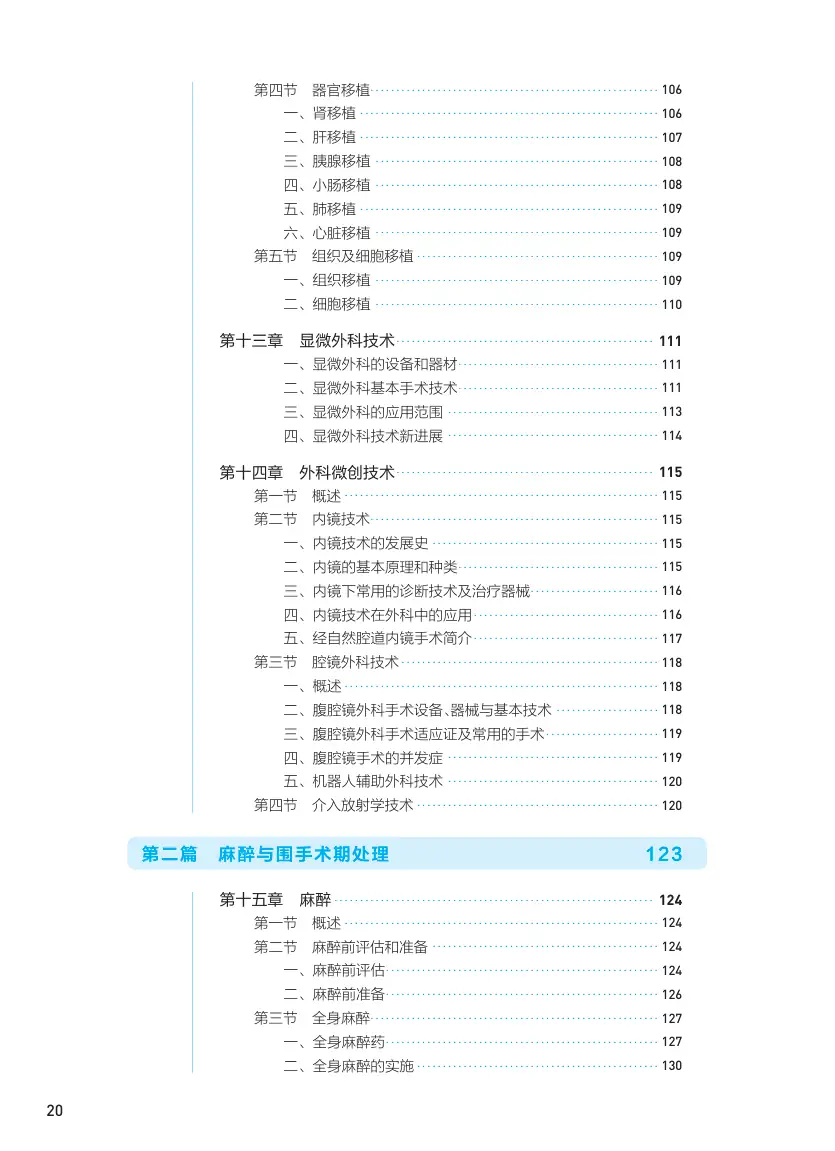 第四节　器官移植 106
一、肾移植 106
二、肝移植 107
三、胰腺移植 108
四、小肠移植 108
五、肺移植 109
六、心脏移植 109
第五节　组织及细胞移植 109
一、组织移植 109
二、细胞移植 110
第十三章　显微外科技术 111
一、显微外科的设备和器材 111
二、显微外科基本手术技术 111
三、显微外科的应用范围 113
四、显微外科技术新进展 114
第十四章　外科微创技术 115
第一节　概述 115
第二节　内镜技术 115
一、内镜技术的发展史 115
二、内镜的基本原理和种类 115
三、内镜下常用的诊断技术及治疗器械 116
四、内镜技术在外科中的应用 116
五、经自然腔道内镜手术简介 117
第三节　腔镜外科技术 118
一、概述 118
二、腹腔镜外科手术设备、器械与基本技术 118
三、腹腔镜外科手术适应证及常用的手术 119
四、腹腔镜手术的并发症 119
五、机器人辅助外科技术 120
第四节　介入放射学技术 120
第二篇　麻醉与围手术期处理 123
第十五章　麻醉 124
第一节　概述 124
第二节　麻醉前评估和准备 124
一、麻醉前评估 124
二、麻醉前准备 126
第三节　全身麻醉 127
一、全身麻醉药 127
二、全身麻醉的实施 130
20